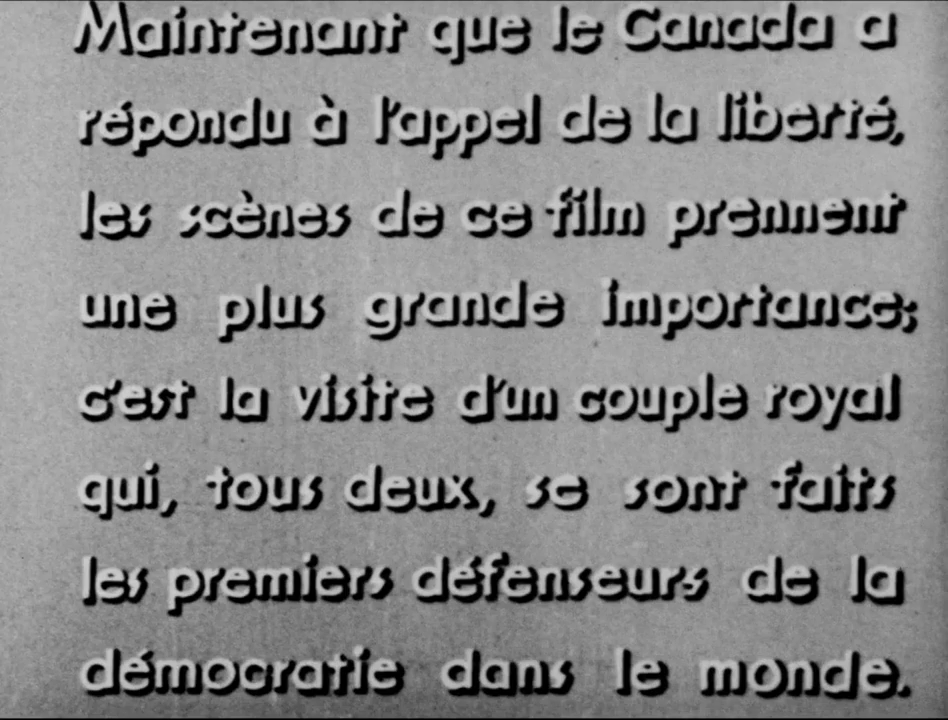 Maintenant que le Canada a
répondu à l'appel de la liberté,
les scènes de ce film prennent
une plus grande importance;
c'est la visite d'un couple royal
qui, tous deux, se sont faits
les premiers défenseurs de la
démocratie dans le monde.